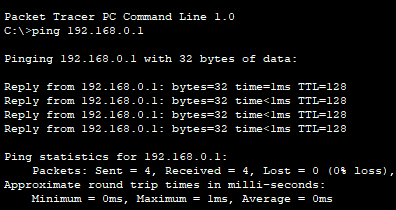 Packet Tracer PC Command Line 1.0
C:\>ping 192.168.0.1
Pinging 192.168.0.1 with 32 bytes of data:
Reply from 192.168.0.1: bytes=32 time=1ms TTL=128
Reply from 192.168.0.1: bytes=32 time<1ms TTL=128
Reply from 192.168.0.1: bytes=32 time<1ms TTL=128
Reply from 192.168.0.1: bytes=32 time<1ms TTL=128
Ping statistics for 192.168.0.1:
    Packets: Sent = 4, Received = 4, Lost = 0 (0% loss),
Approximate round trip times in milli-seconds:
    Minimum = 0ms, Maximum = 1ms, Average = 0ms